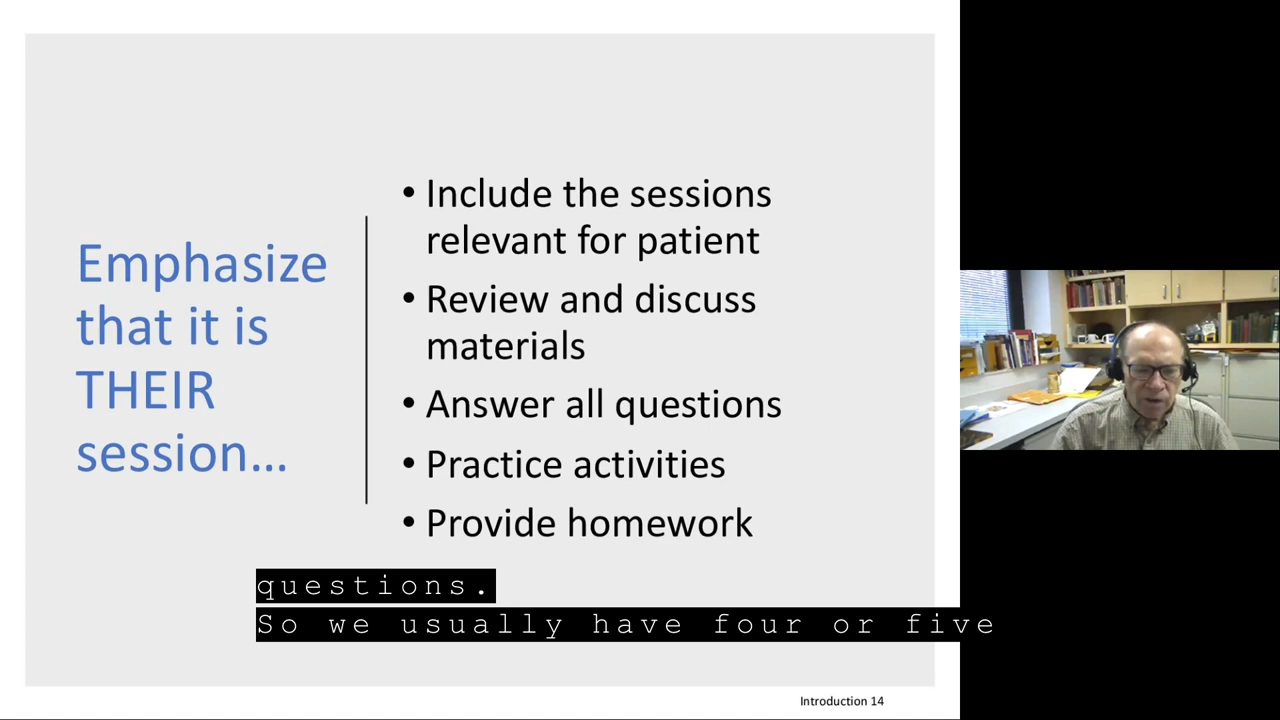 Emphasize
that it is
THEIR
session...
• Include the sessions
relevant for patient
• Review and discuss
materials
• Answer all questions
• Practice activities
• Provide homework
questions.
So we usually have four or five
Introduction 14